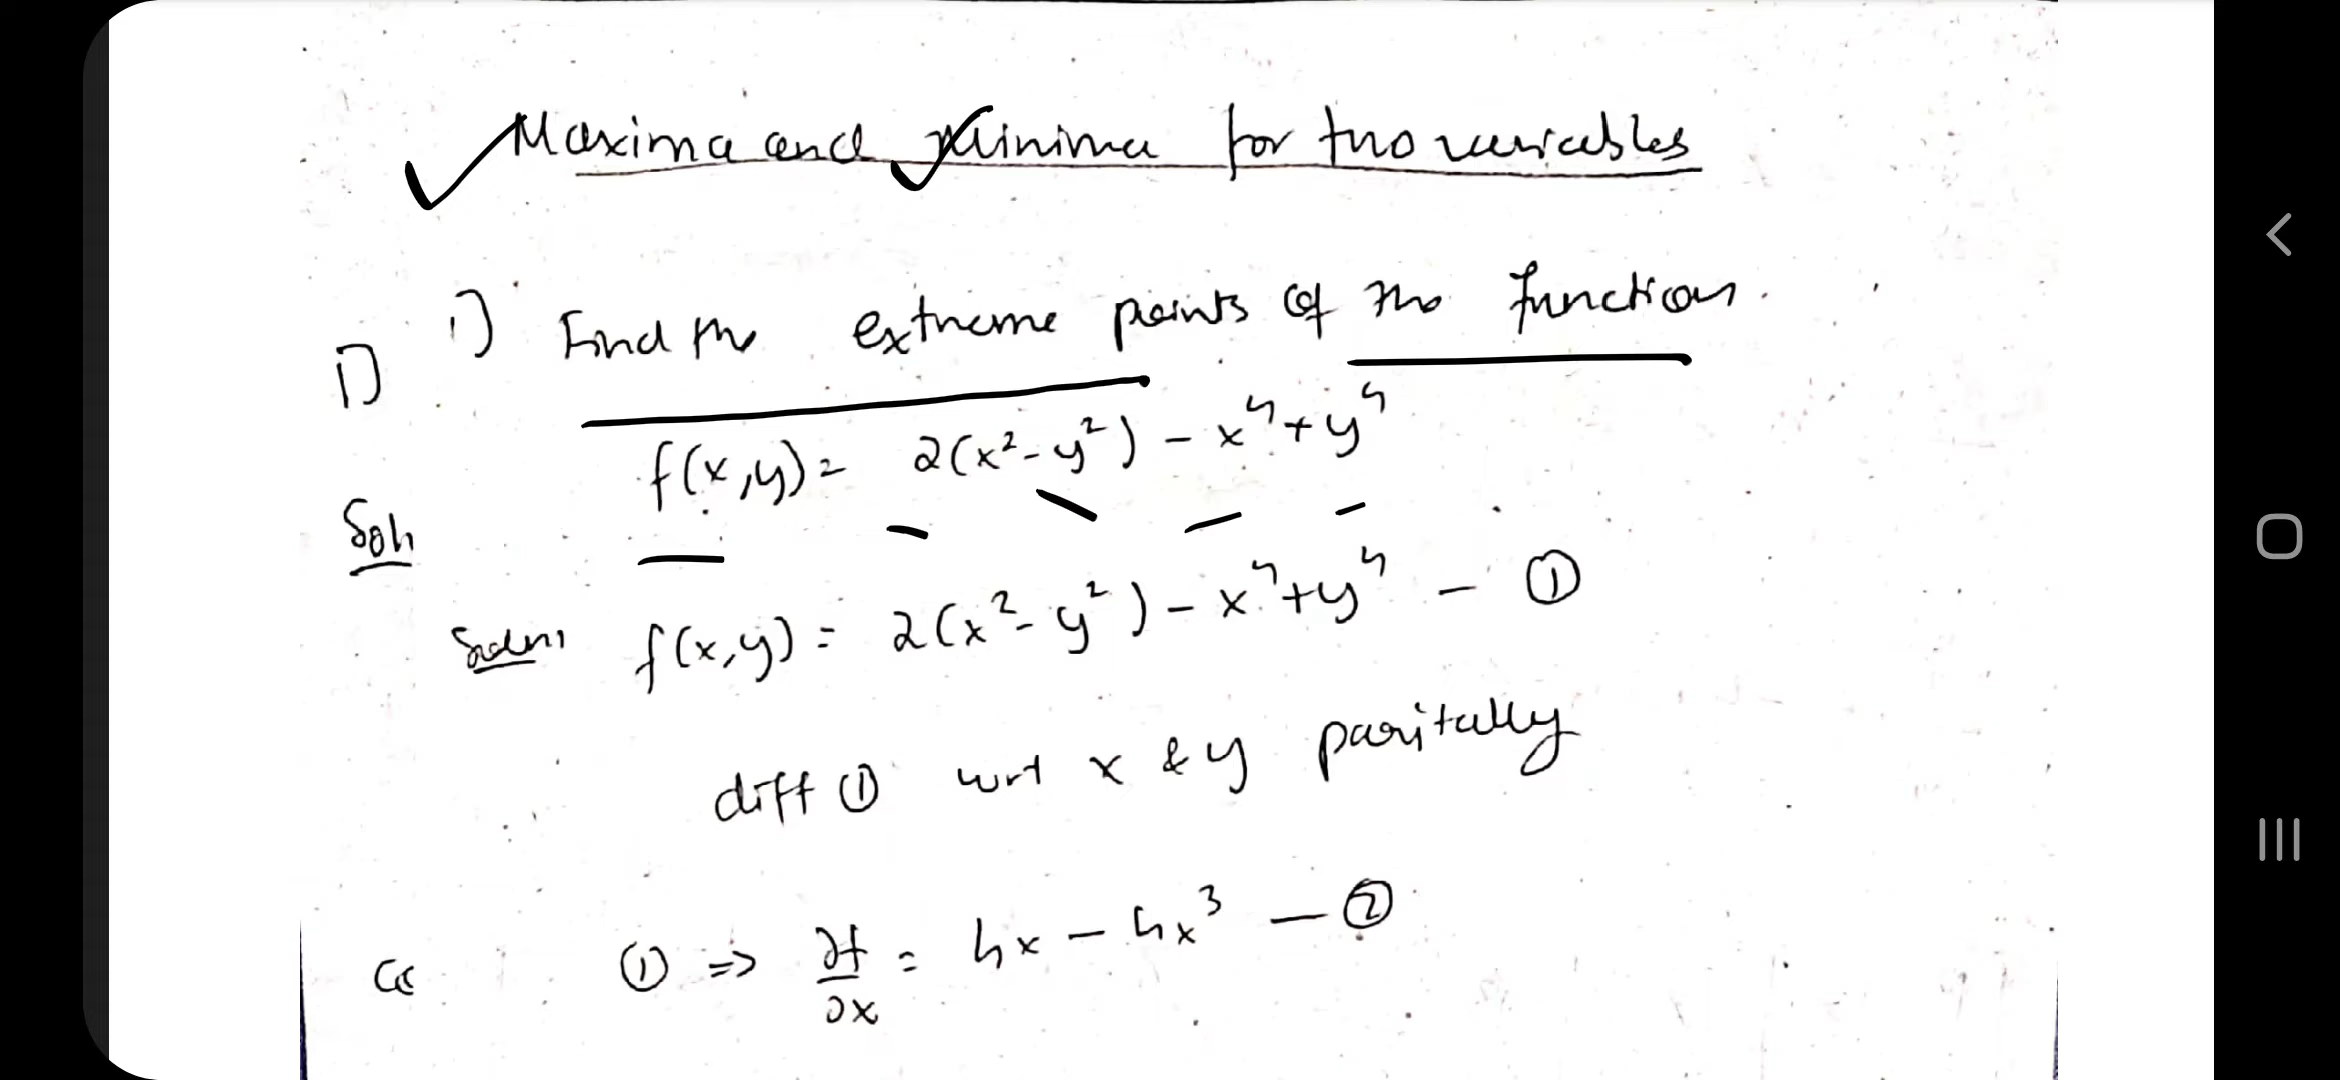 Maxima and Minima for two variables
1) 1) Find the extreme points of the function.
f(x,y) = 2(x² - y²) - x⁴ + y⁴
Soln
Soln: f(x,y) = 2(x² - y²) - x⁴ + y⁴ - ①
diff ① wrt x & y paritally
① => ∂f/∂x = 4x - 4x³ - ②